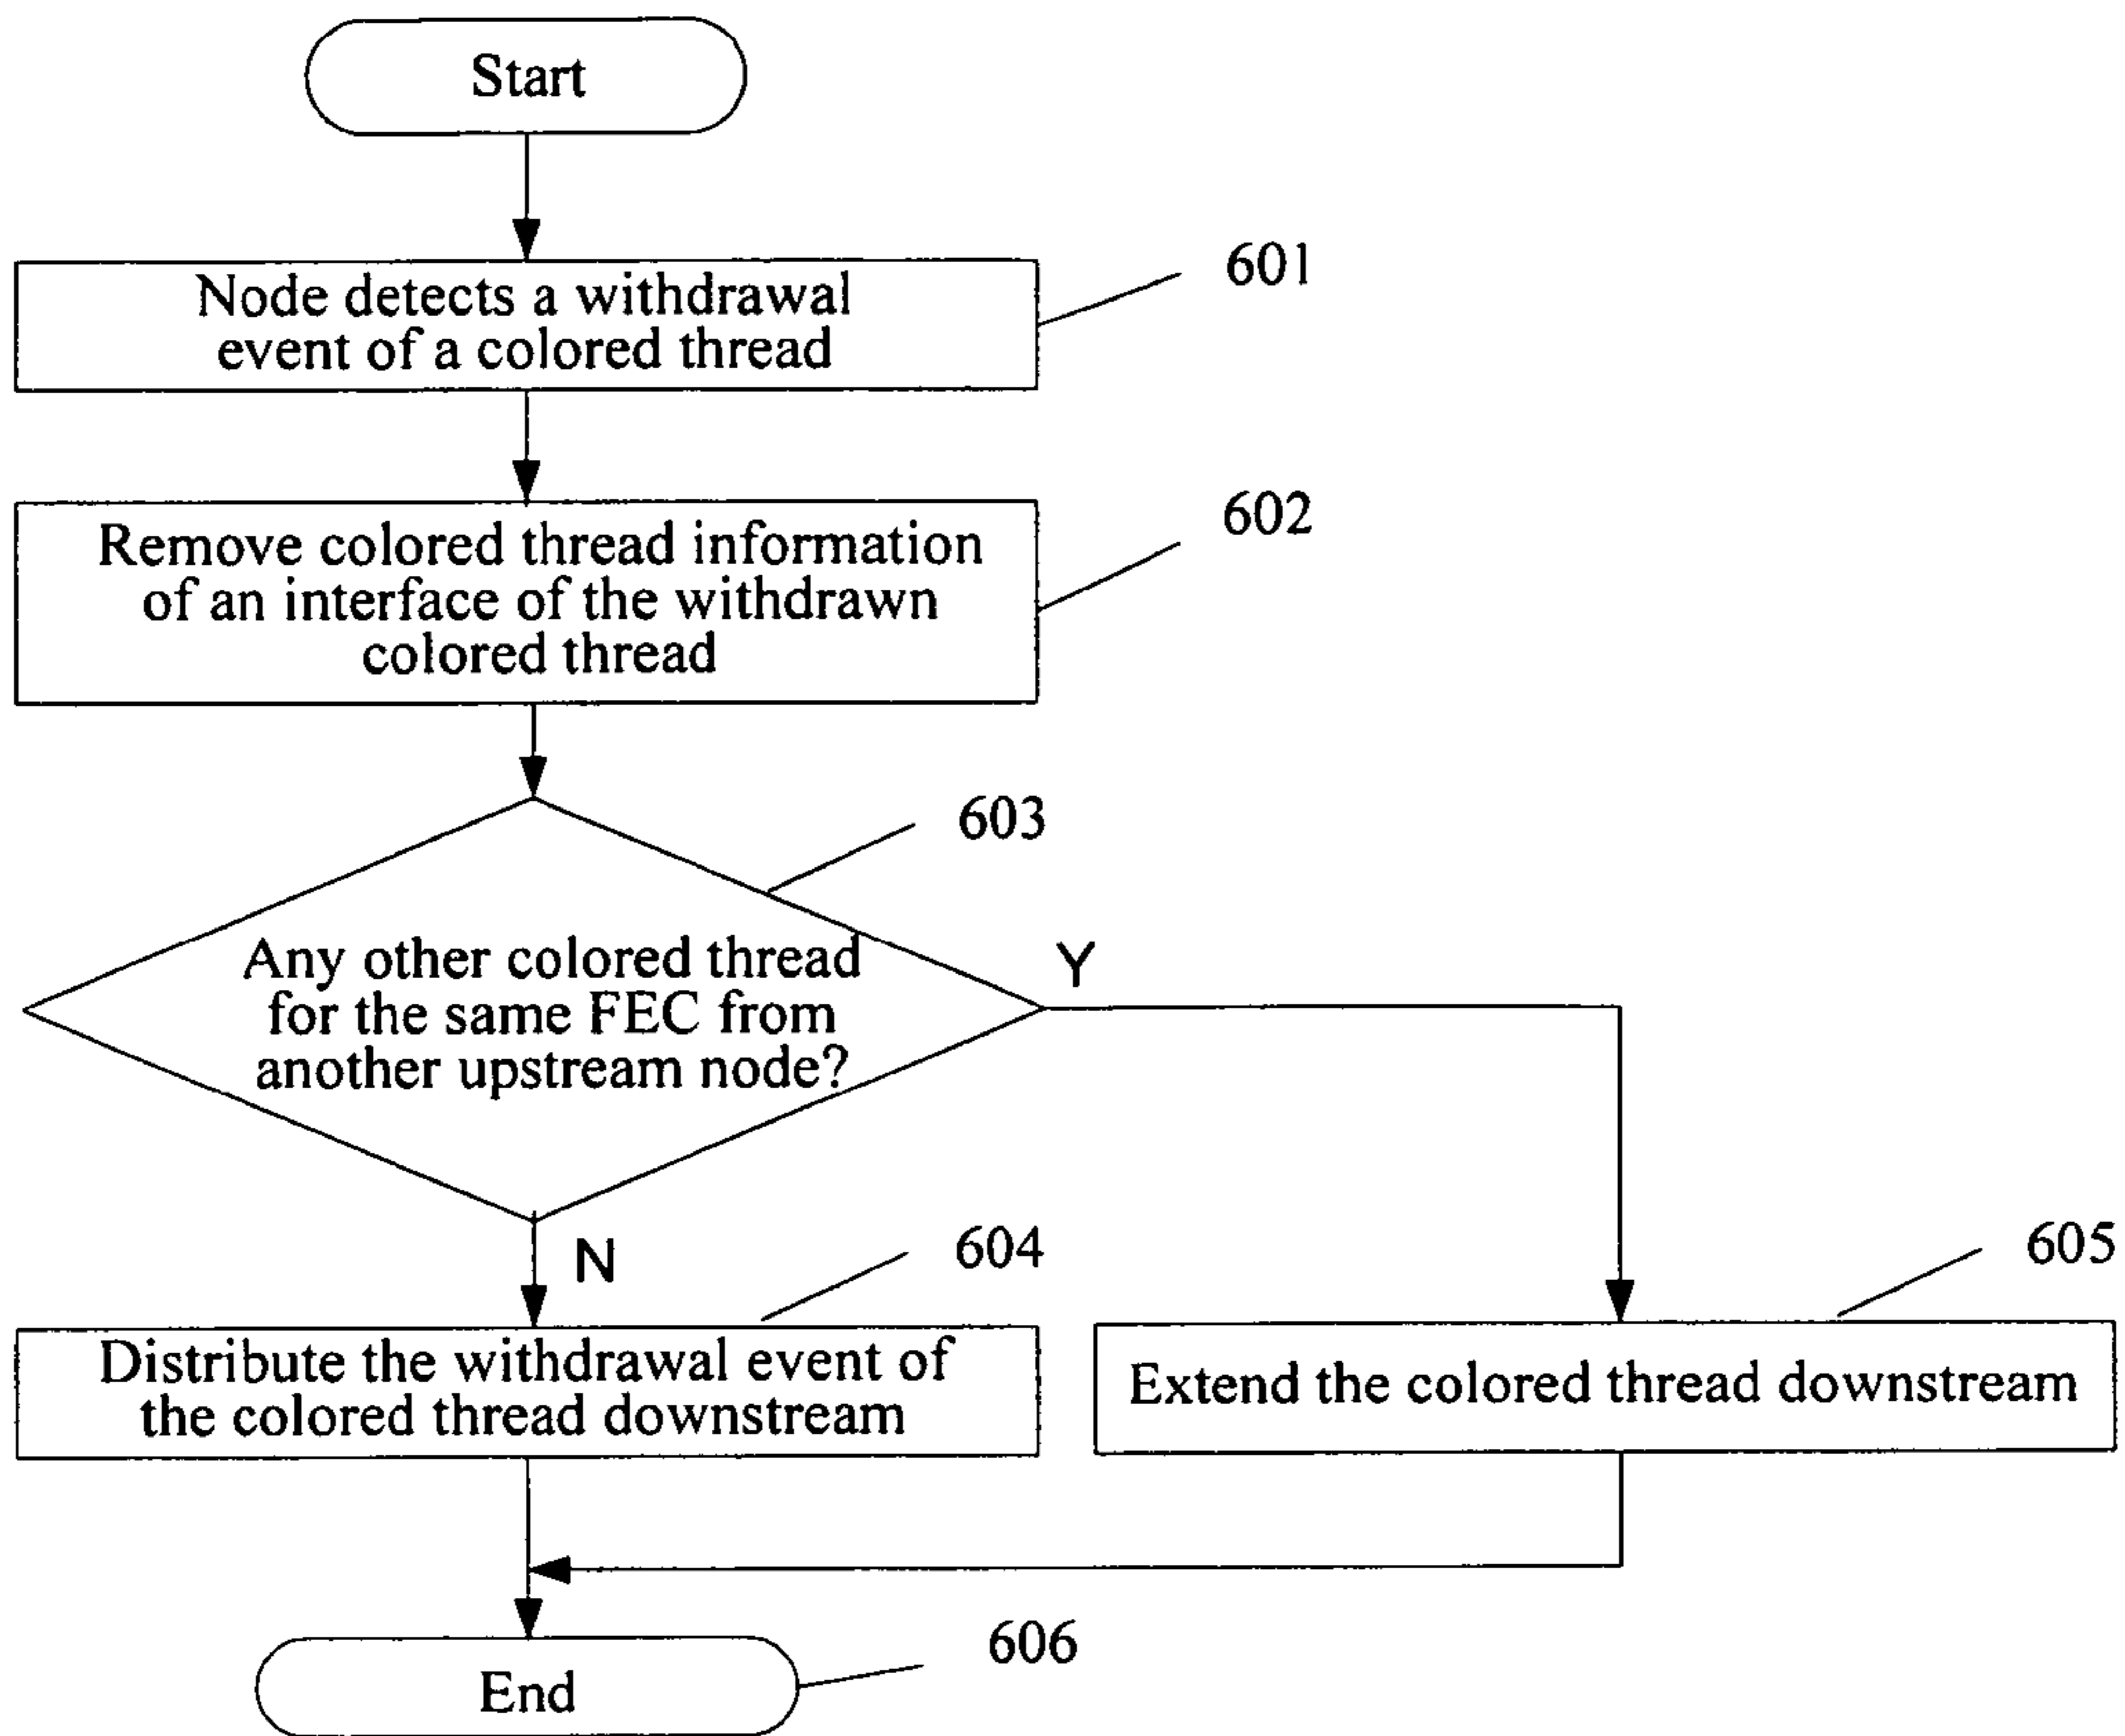 Start
Node detects a withdrawal
event of a colored thread
601
Remove colored thread information
of an interface of the withdrawn
colored thread
602
603
Any other colored thread
for the same FEC from
another upstream node?
Y
N
604
605
Distribute the withdrawal event of
the colored thread downstream
Extend the colored thread downstream
End
606